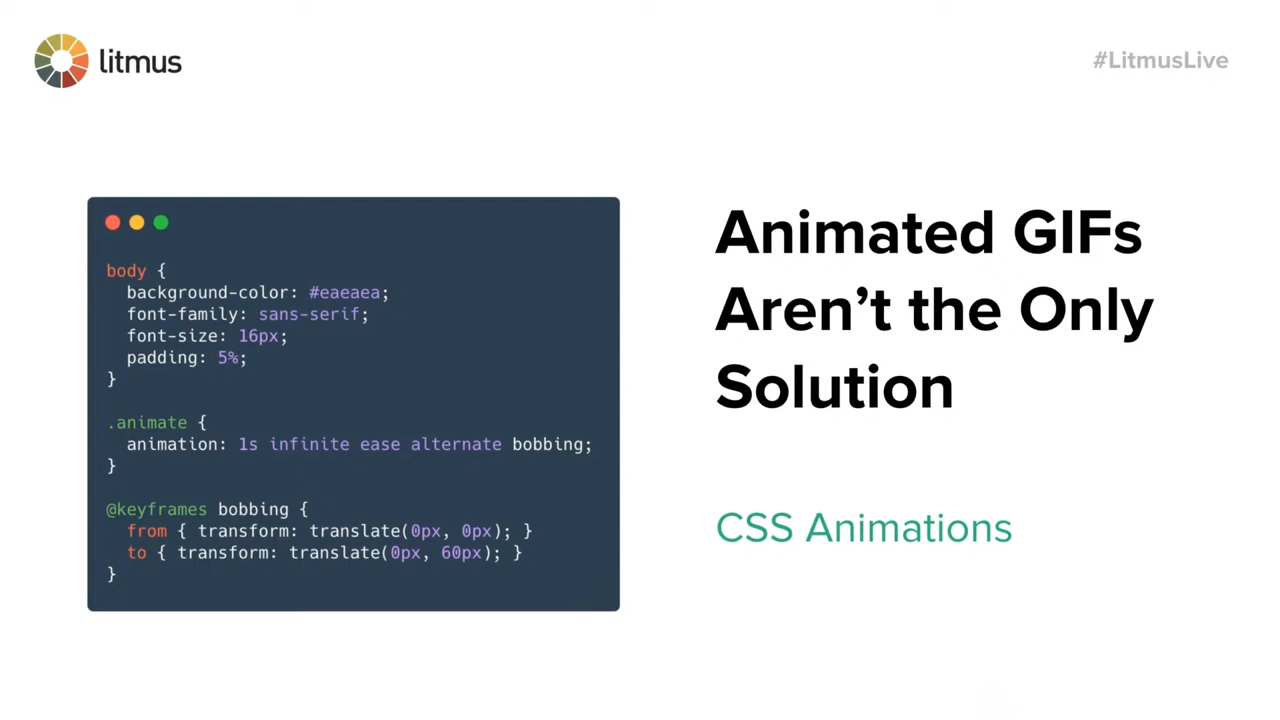 litmus
#LitmusLive
body {
  background-color: #eaeaea;
  font-family: sans-serif;
  font-size: 16px;
  padding: 5%;
}
.animate {
  animation: 1s infinite ease alternate bobbing;
}
@keyframes bobbing {
  from { transform: translate(0px, 0px); }
  to { transform: translate(0px, 60px); }
}
Animated GIFs
Aren’t the Only
Solution
CSS Animations